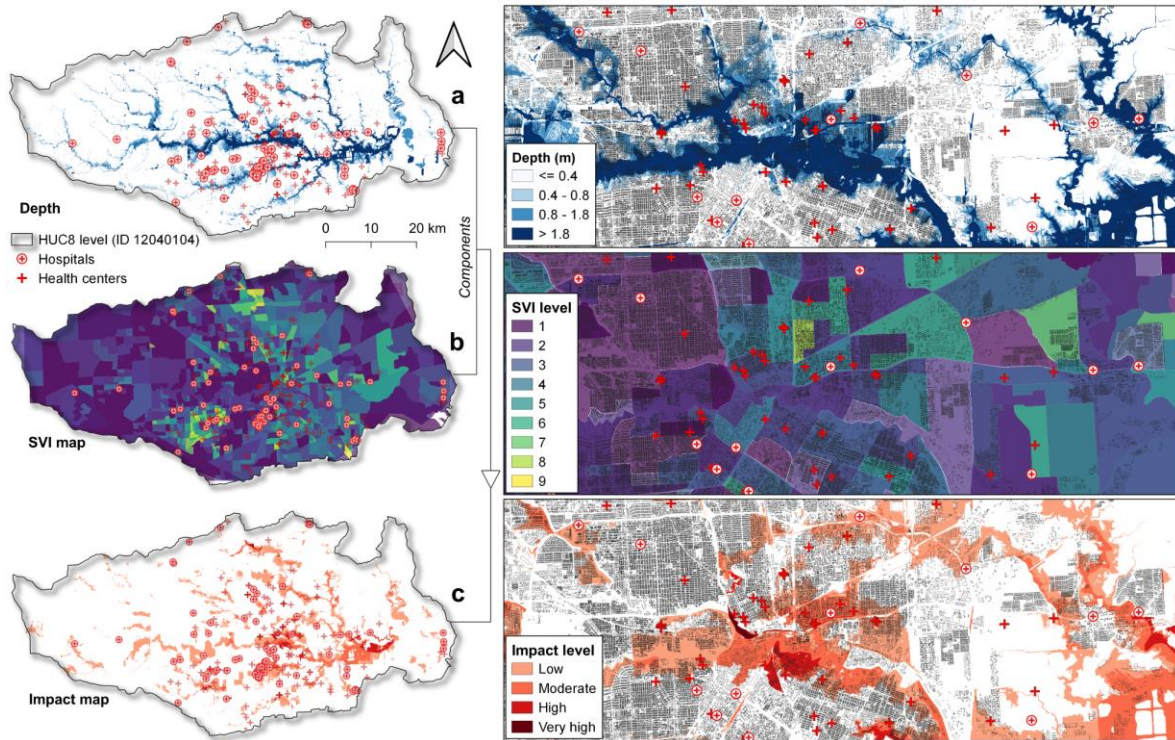 a
Depth
HUC8 level (ID 12040104)
Hospitals
Health centers
0 10 20 km
Components
b
SVI map
c
Impact map
Depth (m)
<= 0.4
0.4 - 0.8
0.8 - 1.8
> 1.8
SVI level
1
2
3
4
5
6
7
8
9
Impact level
Low
Moderate
High
Very high